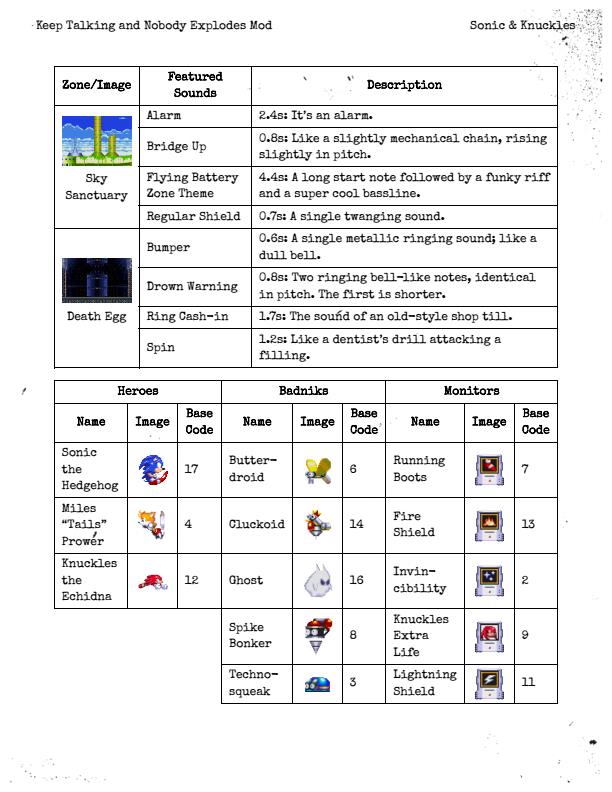 Keep Talking and Nobody Explodes Mod
Sonic & Knuckles
Zone/Image
Featured
Sounds
Description
Sky
Sanctuary
Alarm
2.4s: It's an alarm.
Bridge Up
0.8s: Like a slightly mechanical chain, rising
slightly in pitch.
Flying Battery
Zone Theme
4.4s: A long start note followed by a funky riff
and a super cool bassline.
Regular Shield
0.7s: A single twanging sound.
Death Egg
Bumper
0.6s: A single metallic ringing sound; like a
dull bell.
Drown Warning
0.8s: Two ringing bell-like notes, identical
in pitch. The first is shorter.
Ring Cash-in
1.7s: The sound of an old-style shop till.
Spin
1.2s: Like a dentist's drill attacking a
filling.
Heroes
Badniks
Monitors
Name
Image
Base
Code
Name
Image
Base
Code
Name
Image
Base
Code
Sonic
the
Hedgehog
17
Butter-
droid
6
Running
Boots
7
Miles
"Tails"
Prower
4
Cluckoid
14
Fire
Shield
13
Knuckles
the
Echidna
12
Ghost
16
Invin-
cibility
2
Spike
Bonker
8
Knuckles
Extra
Life
9
Techno-
squeak
3
Lightning
Shield
11